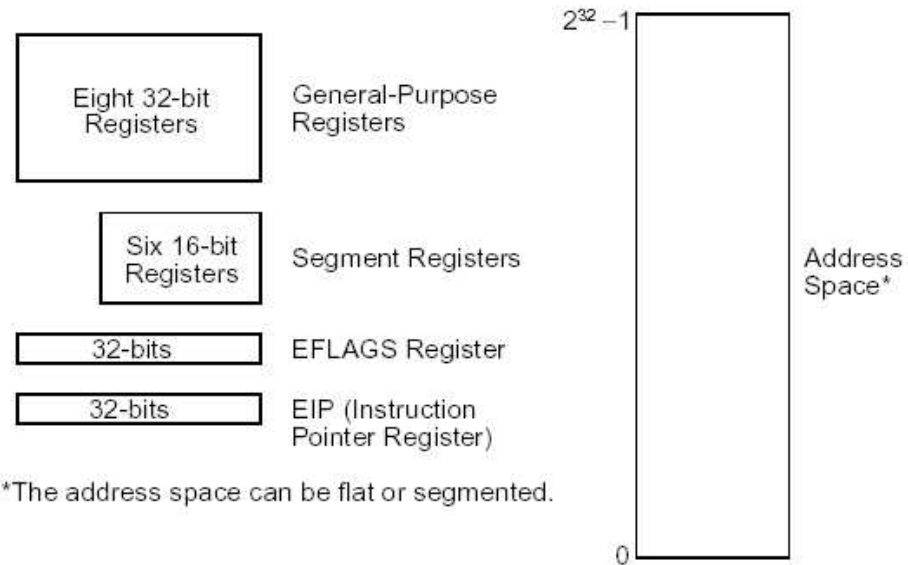 2³² –1
Eight 32-bit
Registers
General-Purpose
Registers
Six 16-bit
Registers
Segment Registers
Address
Space*
32-bits
EFLAGS Register
32-bits
EIP (Instruction
Pointer Register)
*The address space can be flat or segmented.
0